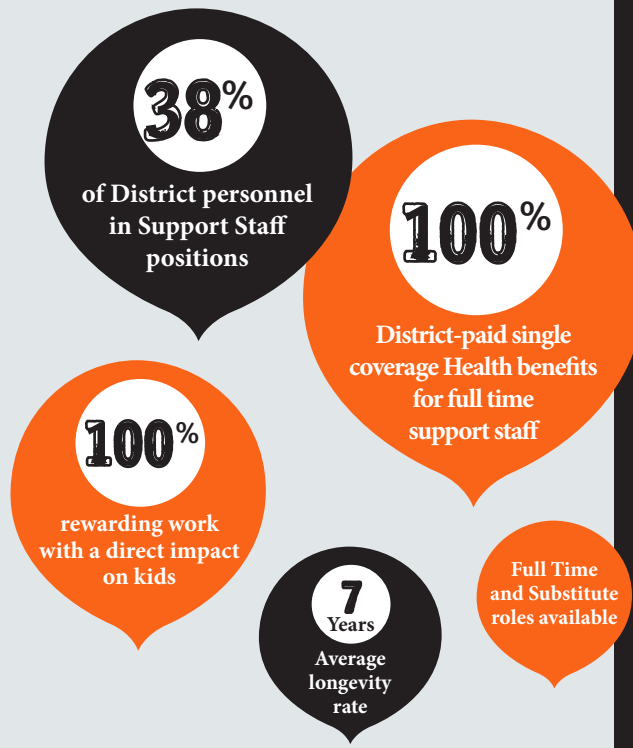 38%
of District personnel
in Support Staff
positions
100%
District-paid single
coverage Health benefits
for full time
support staff
100%
rewarding work
with a direct impact
on kids
7
Years
Average
longevity
rate
Full Time
and Substitute
roles available